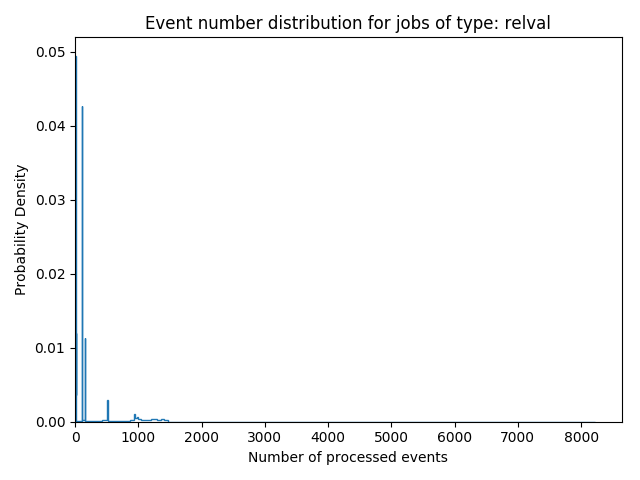 Event number distribution for jobs of type: relval
0.05
0.04
0.03
0.02
0.01
0.00
Probability Density
0 1000 2000 3000 4000 5000 6000 7000 8000
Number of processed events